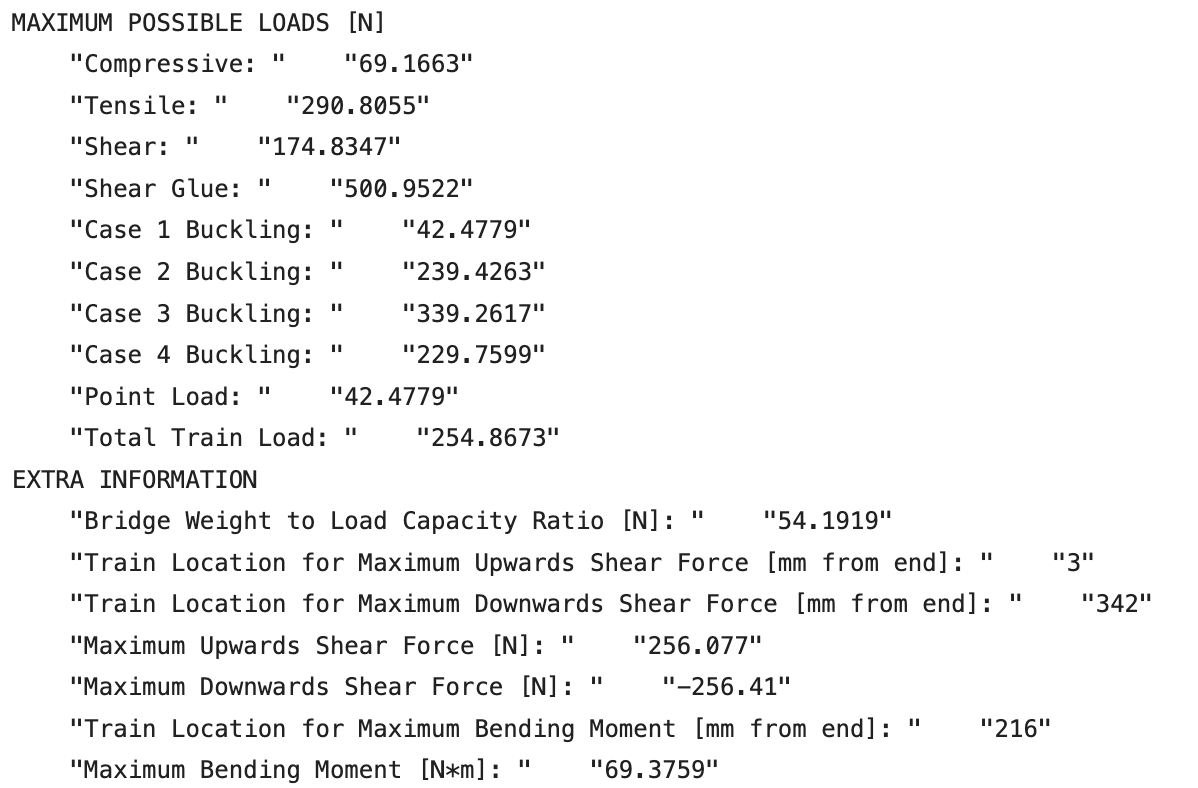 MAXIMUM POSSIBLE LOADS [N]
"Compressive: " "69.1663"
"Tensile: " "290.8055"
"Shear: " "174.8347"
"Shear Glue: " "500.9522"
"Case 1 Buckling: " "42.4779"
"Case 2 Buckling: " "239.4263"
"Case 3 Buckling: " "339.2617"
"Case 4 Buckling: " "229.7599"
"Point Load: " "42.4779"
"Total Train Load: " "254.8673"
EXTRA INFORMATION
"Bridge Weight to Load Capacity Ratio [N]: " "54.1919"
"Train Location for Maximum Upwards Shear Force [mm from end]: " "3"
"Train Location for Maximum Downwards Shear Force [mm from end]: " "342"
"Maximum Upwards Shear Force [N]: " "256.077"
"Maximum Downwards Shear Force [N]: " "-256.41"
"Train Location for Maximum Bending Moment [mm from end]: " "216"
"Maximum Bending Moment [N*m]: " "69.3759"